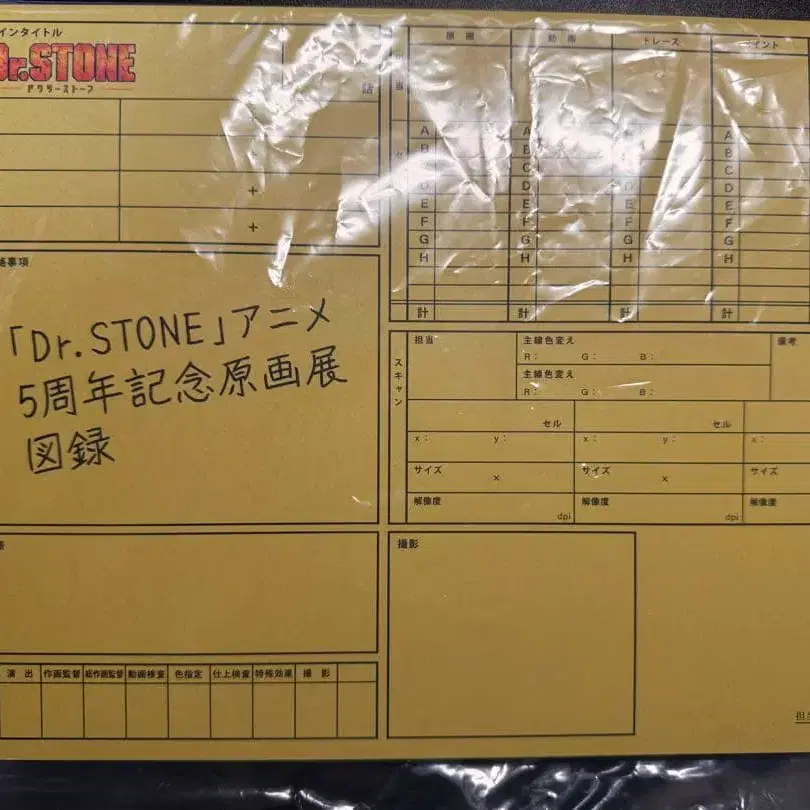 インタイトル
Dr.STONE
ドクターストーン
話
+
+
+
絡事項
「Dr.STONE」アニメ
5周年記念原画展
図録
演出 作画監督 総作画監督 動画検査 色指定 仕上検査 特殊効果 撮影
原画 動画 トレース ペイント
A A A A
B B B B
C C C
D D D D
E E E E
F F F F
G G G G
H H H H
計 計 計 計
スキャン
担当 主線色変え 備考
R: G: B:
主線色変え
R: G: B:
セル セル
x: y: x: y: x:
サイズ サイズ サイズ
x x
解像度 解像度 解像度
dpi dpi
撮影
担当